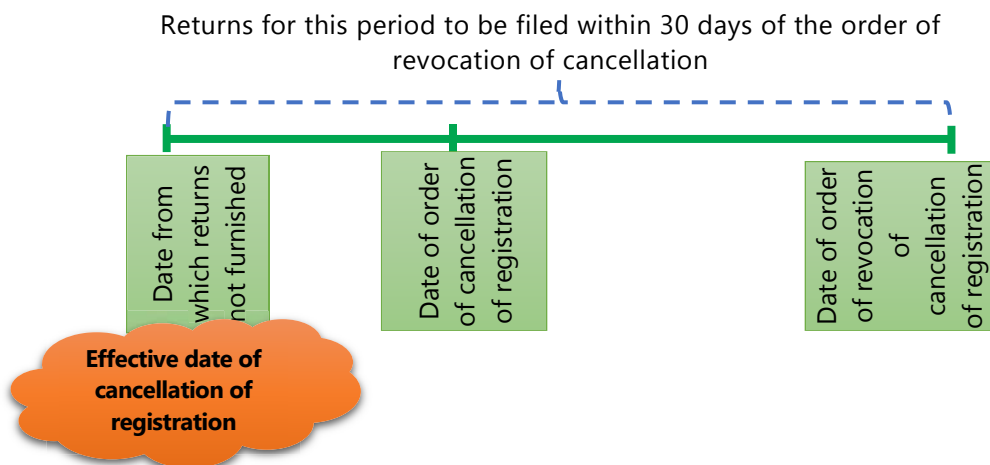 Returns for this period to be filed within 30 days of the order of
revocation of cancellation
Date from
which returns
not furnished
Date of order
of cancellation
of registration
Date of order
of revocation
of
cancellation
of registration
Effective date of
cancellation of
registration